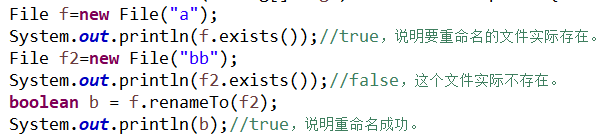 File f=new File("a");
System.out.println(f.exists());//true，说明要重命名的文件实际存在。
File f2=new File("bb");
System.out.println(f2.exists());//false，这个文件实际不存在。
boolean b = f.renameTo(f2);
System.out.println(b);//true，说明重命名成功。